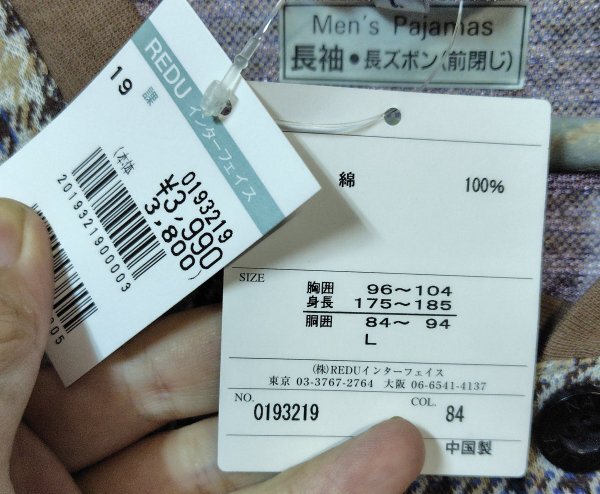 Men's Pajamas
長袖・長ズボン(前閉じ)
REDU インターフェイス
19 課
0193219
¥3,990
(本体 3,800)
2019321900003
綿 100%
SIZE
胸囲 96～104
身長 175～185
胴囲 84～ 94
L
(株)REDUインターフェイス
東京 03-3767-2764 大阪 06-6541-4137
NO. 0193219 COL. 84
中国製